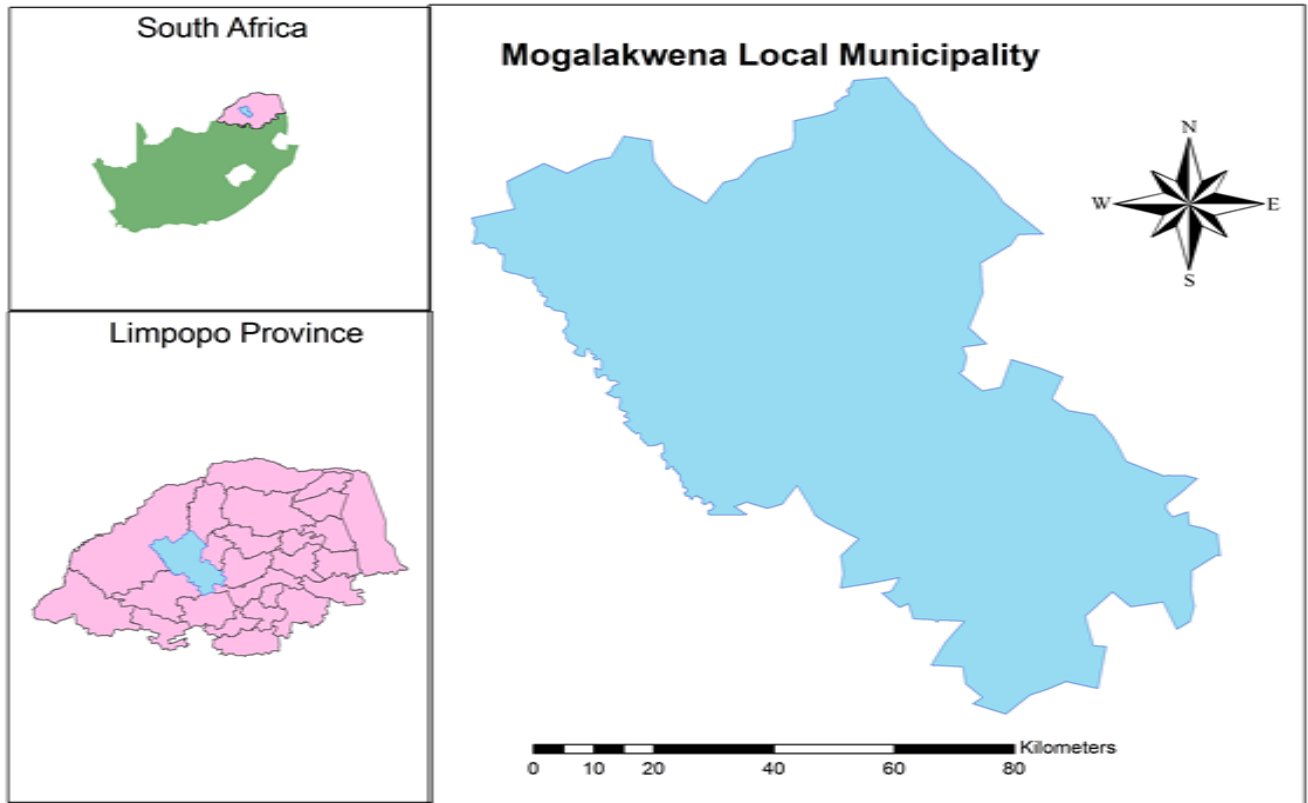 South Africa
Limpopo Province
Mogalakwena Local Municipality
N
W E
S
Kilometers
0 10 20 40 60 80